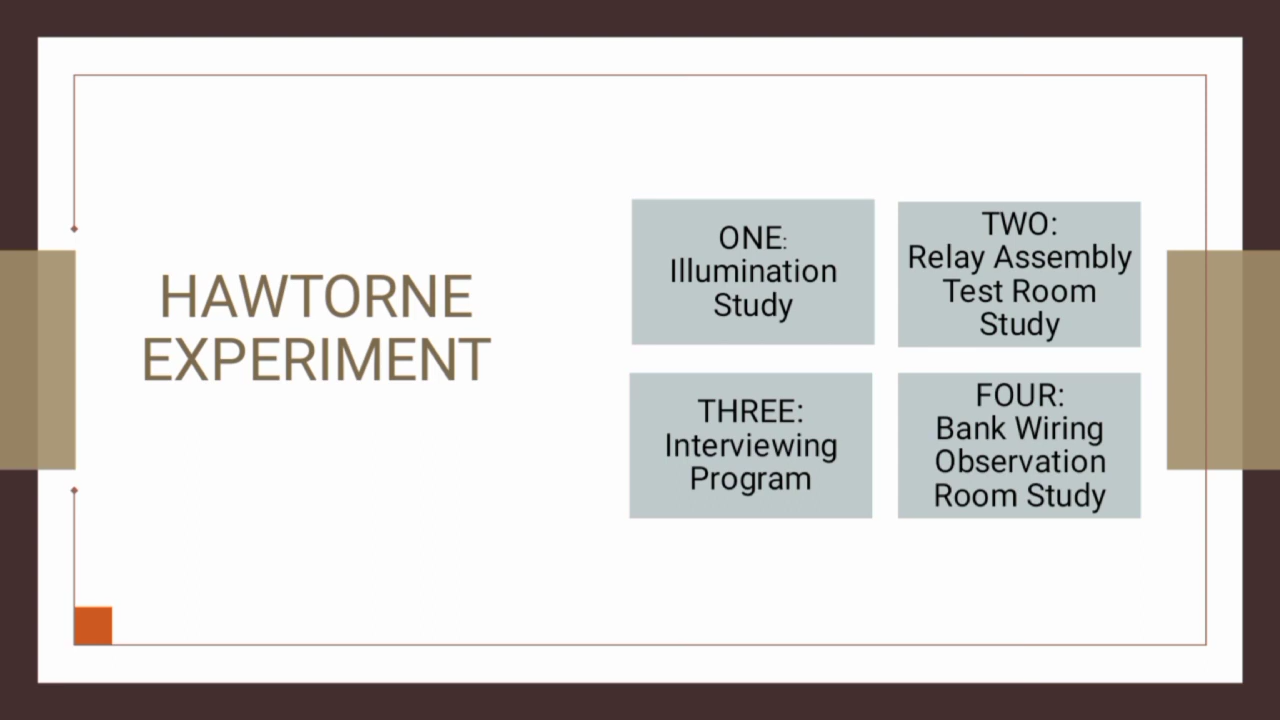 HAWTORNE
EXPERIMENT
ONE:
Illumination
Study
TWO:
Relay Assembly
Test Room
Study
THREE:
Interviewing
Program
FOUR:
Bank Wiring
Observation
Room Study